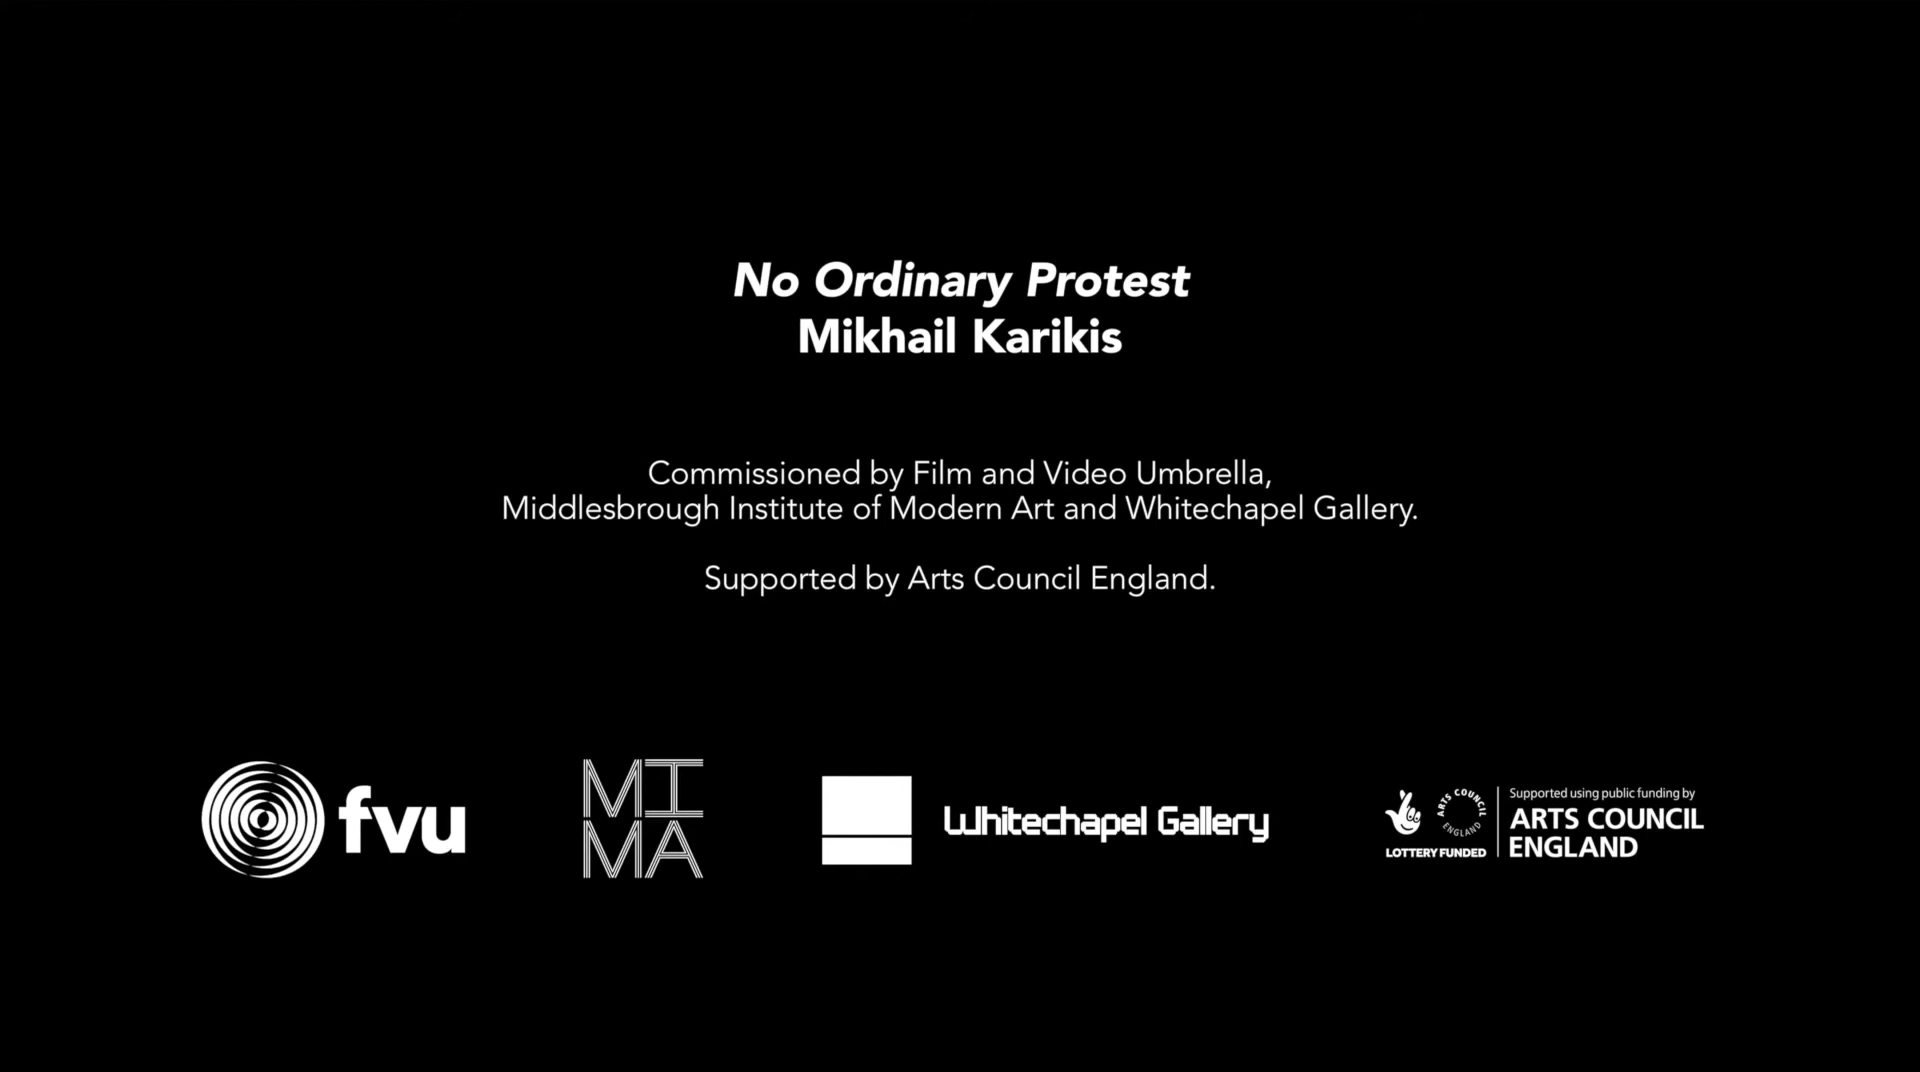 No Ordinary Protest
Mikhail Karikis
Commissioned by Film and Video Umbrella,
Middlesbrough Institute of Modern Art and Whitechapel Gallery.
Supported by Arts Council England.
fvu
MI
MA
Whitechapel Gallery
ARTS COUNCIL ENGLAND
LOTTERY FUNDED
Supported using public funding by
ARTS COUNCIL
ENGLAND